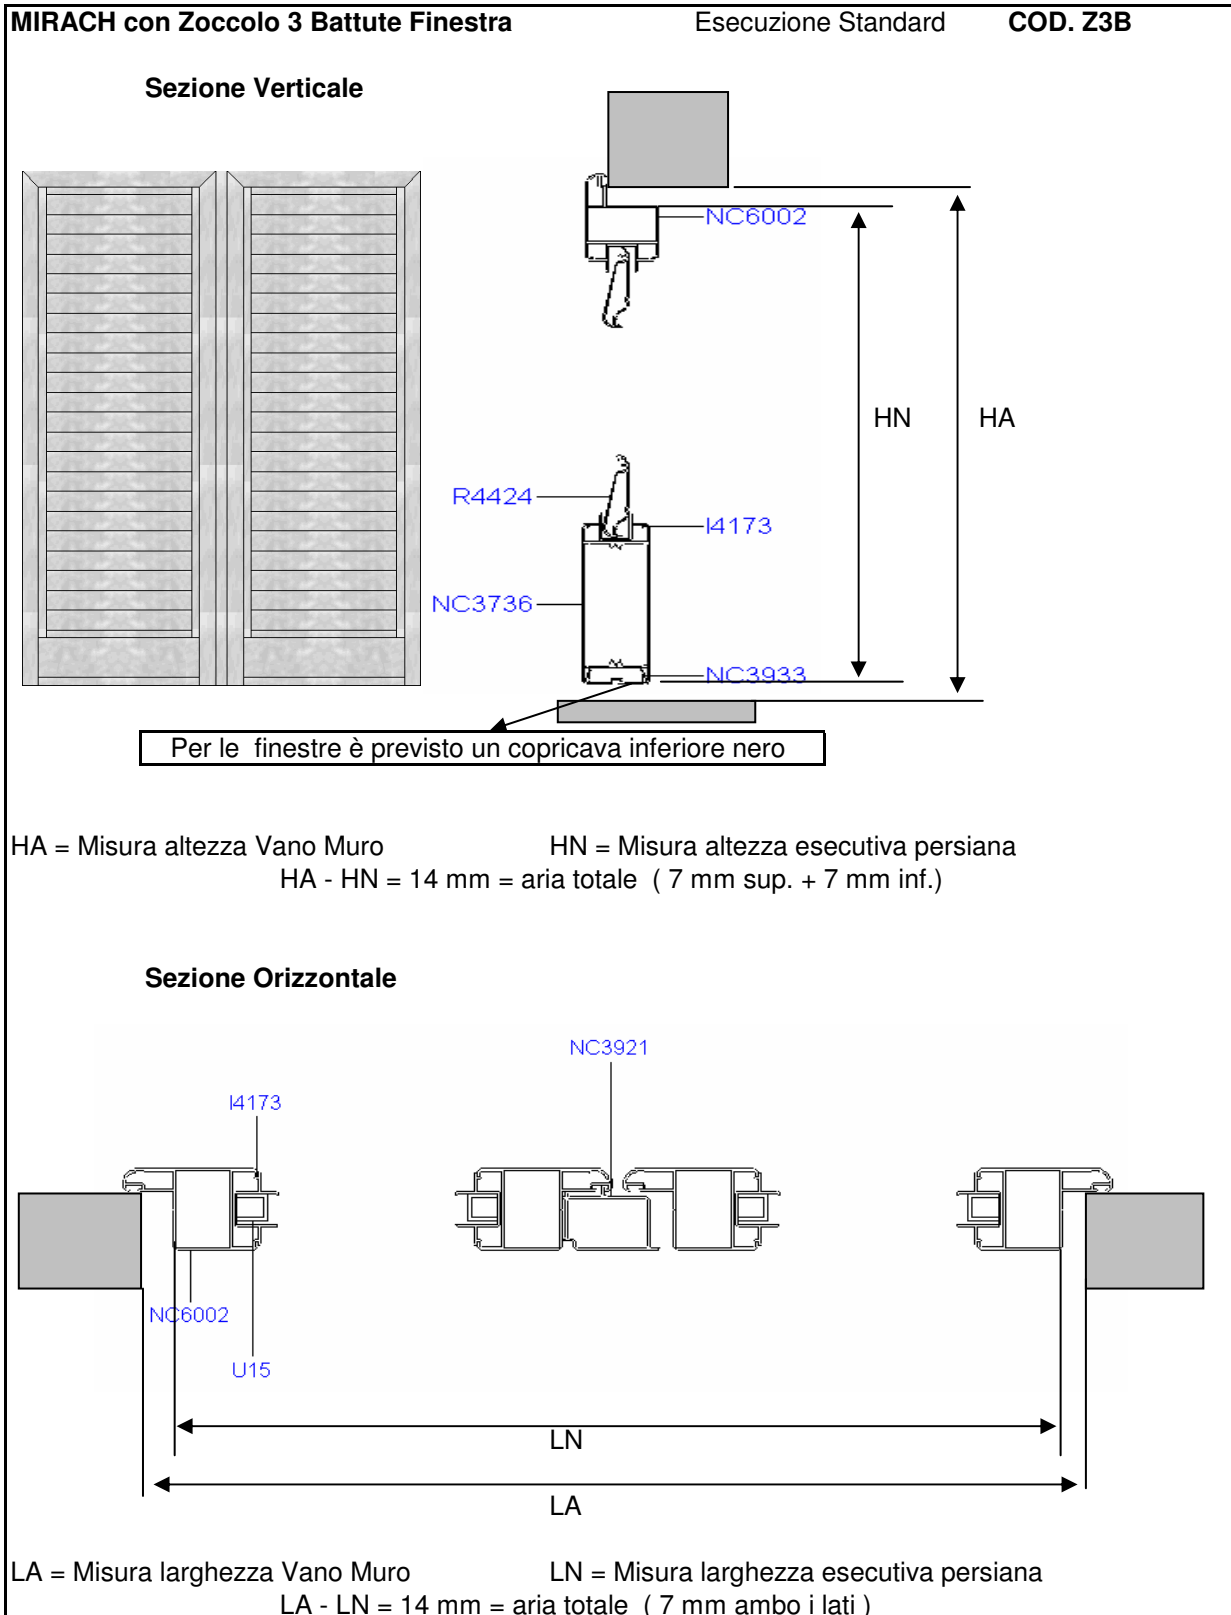 MIRACH con Zoccolo 3 Battute Finestra Esecuzione Standard COD. Z3B
Sezione Verticale
NC6002
HN HA
R4424
I4173
NC3736
NC3933
Per le finestre è previsto un copricava inferiore nero
HA = Misura altezza Vano Muro HN = Misura altezza esecutiva persiana
HA - HN = 14 mm = aria totale ( 7 mm sup. + 7 mm inf.)
Sezione Orizzontale
NC3921
I4173
NC6002
U15
LN
LA
LA = Misura larghezza Vano Muro LN = Misura larghezza esecutiva persiana
LA - LN = 14 mm = aria totale ( 7 mm ambo i lati )